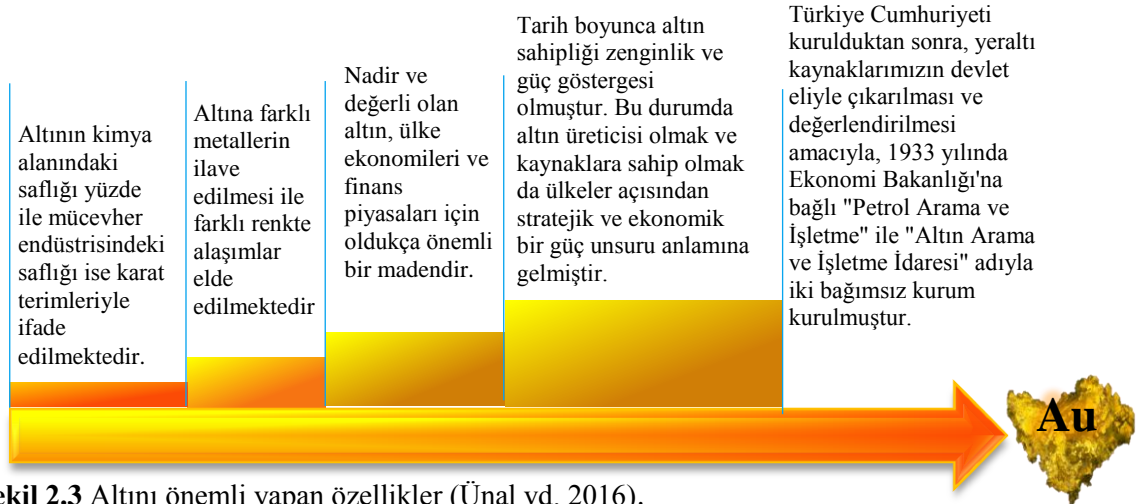 Altının kimya
alanındaki
saflığı yüzde
ile mücevher
endüstrisindeki
saflığı ise karat
terimleriyle
ifade
edilmektedir.
Altına farklı
metallerin
ilave
edilmesi ile
farklı renkte
alaşımlar
elde
edilmektedir
Nadir ve
değerli olan
altın, ülke
ekonomileri ve
finans
piyasaları için
oldukça önemli
bir madendir.
Tarih boyunca altın
sahipliği zenginlik ve
güç göstergesi
olmuştur. Bu durumda
altın üreticisi olmak ve
kaynaklara sahip olmak
da ülkeler açısından
stratejik ve ekonomik
bir güç unsuru anlamına
gelmiştir.
Türkiye Cumhuriyeti
kurulduktan sonra, yeraltı
kaynaklarımızın devlet
eliyle çıkarılması ve
değerlendirilmesi
amacıyla, 1933 yılında
Ekonomi Bakanlığı'na
bağlı "Petrol Arama ve
İşletme" ile "Altın Arama
ve İşletme İdaresi" adıyla
iki bağımsız kurum
kurulmuştur.
Au
ekil 2.3 Altını önemli yapan özellikler (Ünal vd, 2016).